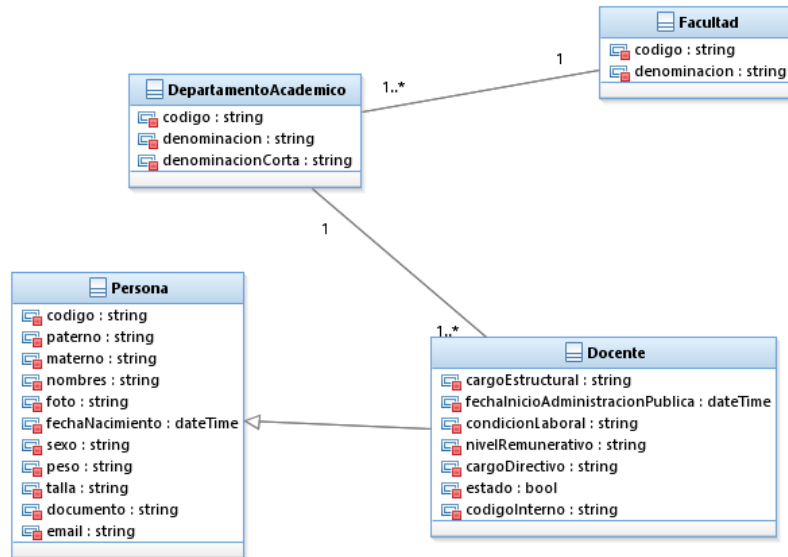 Facultad
codigo : string
denominacion : string
1
1..*
DepartamentoAcademico
codigo : string
denominacion : string
denominacionCorta : string
1
1..*
Persona
codigo : string
paterno : string
materno : string
nombres : string
foto : string
fechaNacimiento : dateTime
sexo : string
peso : string
talla : string
documento : string
email : string
Docente
cargoEstructural : string
fechaInicioAdministracionPublica : dateTime
condicionLaboral : string
nivelRemunerativo : string
cargoDirectivo : string
estado : bool
codigoInterno : string